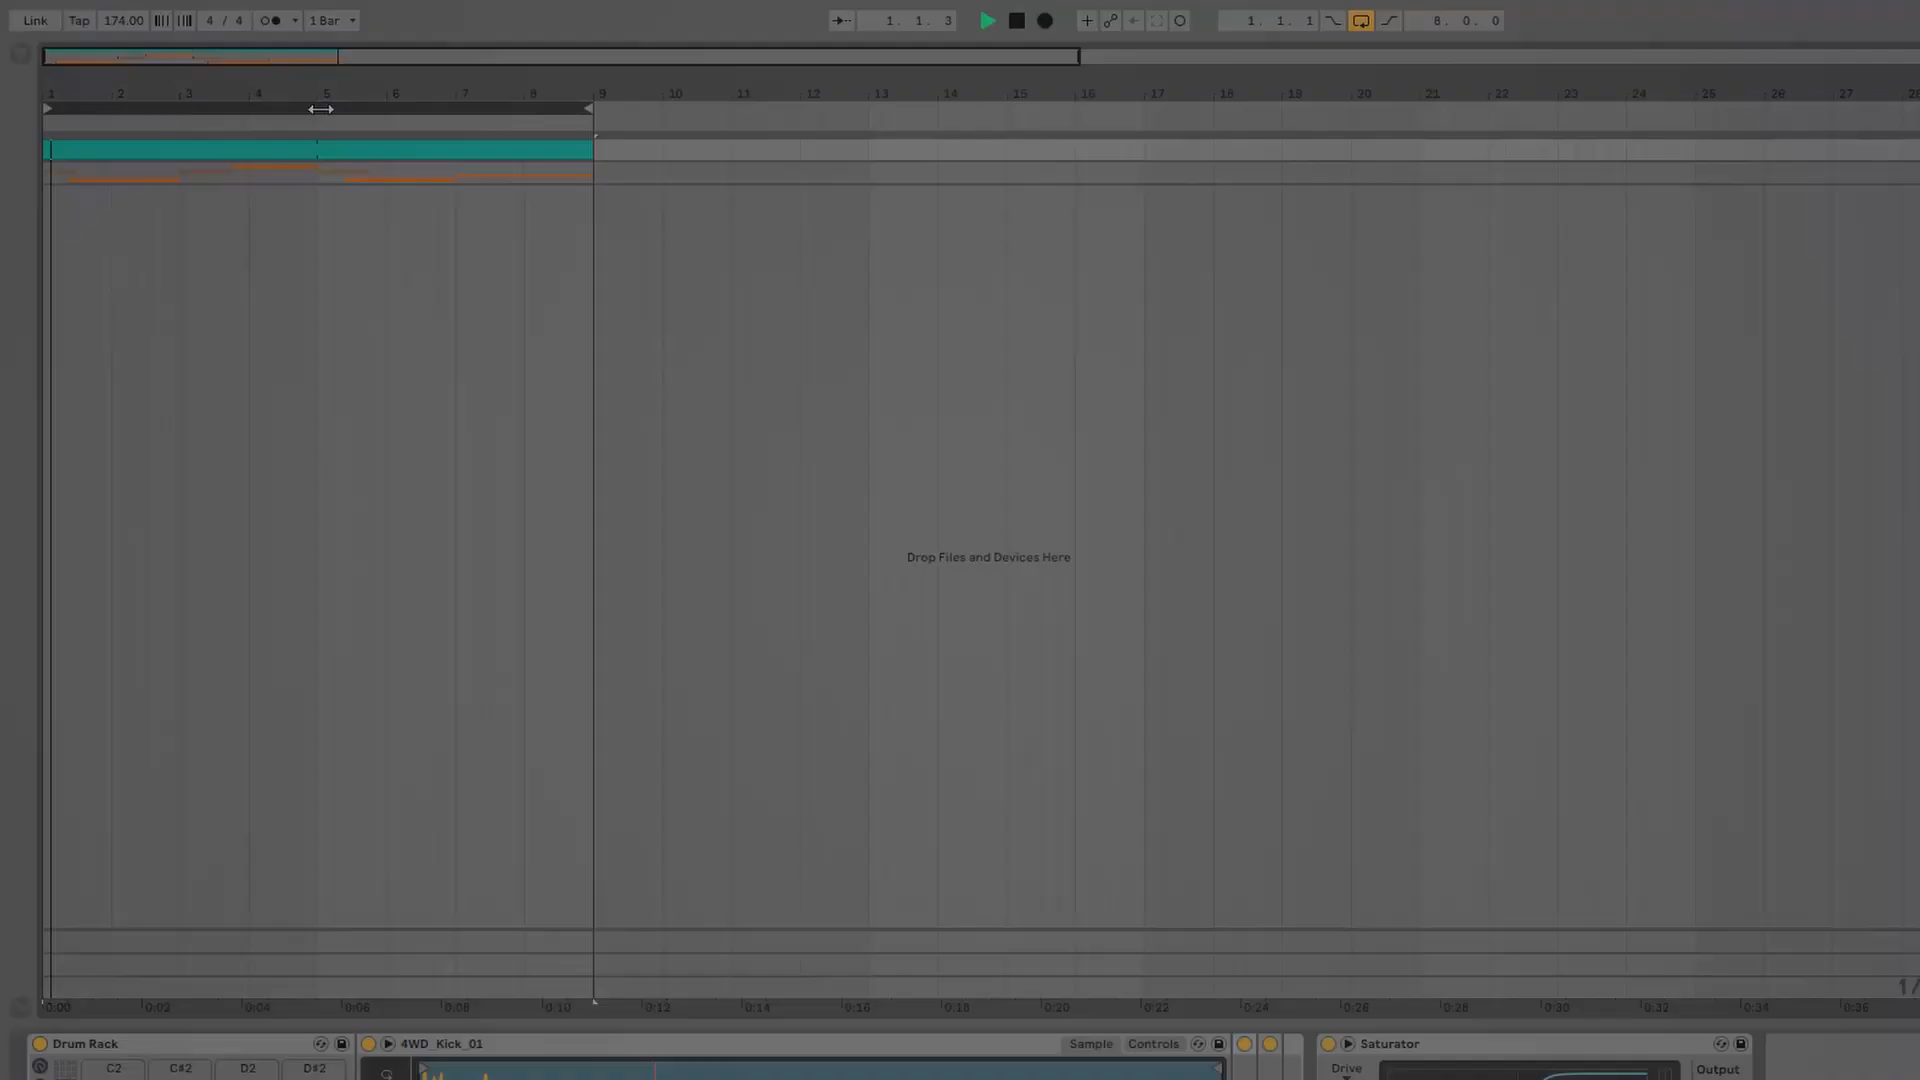 Link Tap 174.00 4 / 4 1 Bar 1. 1. 3 1. 1. 1 8. 0. 0
1 2 3 4 5 6 7 8 9 10 11 12 13 14 15 16 17 18 19 20 21 22 23 24 25 26 27 28
Drop Files and Devices Here
1/
0:00 0:02 0:04 0:06 0:08 0:10 0:12 0:14 0:16 0:18 0:20 0:22 0:24 0:26 0:28 0:30 0:32 0:34 0:36
Drum Rack 4WD_Kick_01 Sample Controls Saturator
C2 C#2 D2 D#2 Drive Output